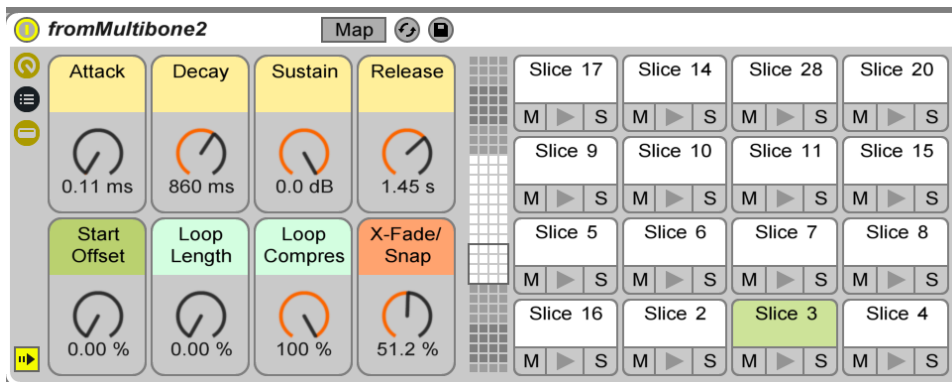 fromMultibone2 Map
Attack Decay Sustain Release
0.11 ms 860 ms 0.0 dB 1.45 s
Start Offset Loop Length Loop Compres X-Fade/ Snap
0.00 % 0.00 % 100 % 51.2 %
Slice 17 Slice 14 Slice 28 Slice 20
M S M S M S M S
Slice 9 Slice 10 Slice 11 Slice 15
M S M S M S M S
Slice 5 Slice 6 Slice 7 Slice 8
M S M S M S M S
Slice 16 Slice 2 Slice 3 Slice 4
M S M S M S M S